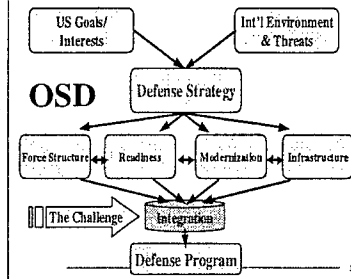 US Goals/
Interests
Int'l Environment
& Threats
OSD
Defense Strategy
Force Structure
Readiness
Modernization
Infrastructure
The Challenge
Integration
Defense Program